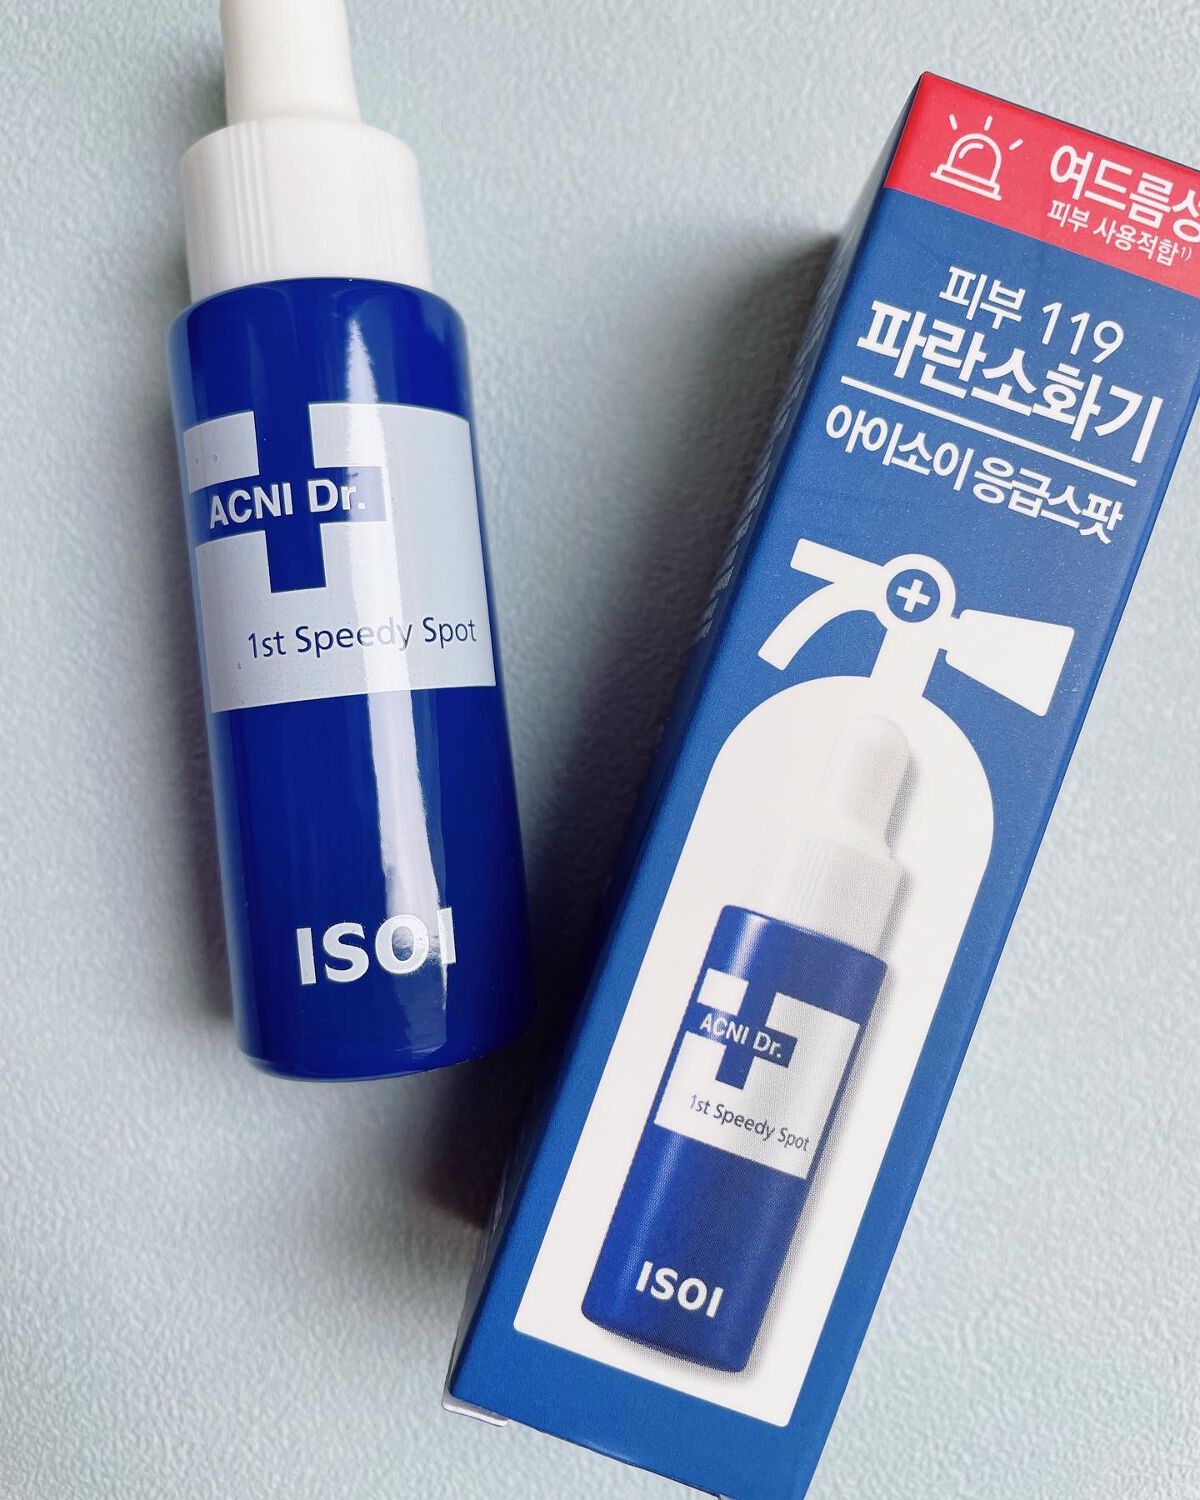 ACNI Dr.
1st Speedy Spot
ISOI
여드름성
피부 사용적합1)
피부 119
파란소화기
아이소이 응급스팟
ACNI Dr.
1st Speedy Spot
ISOI